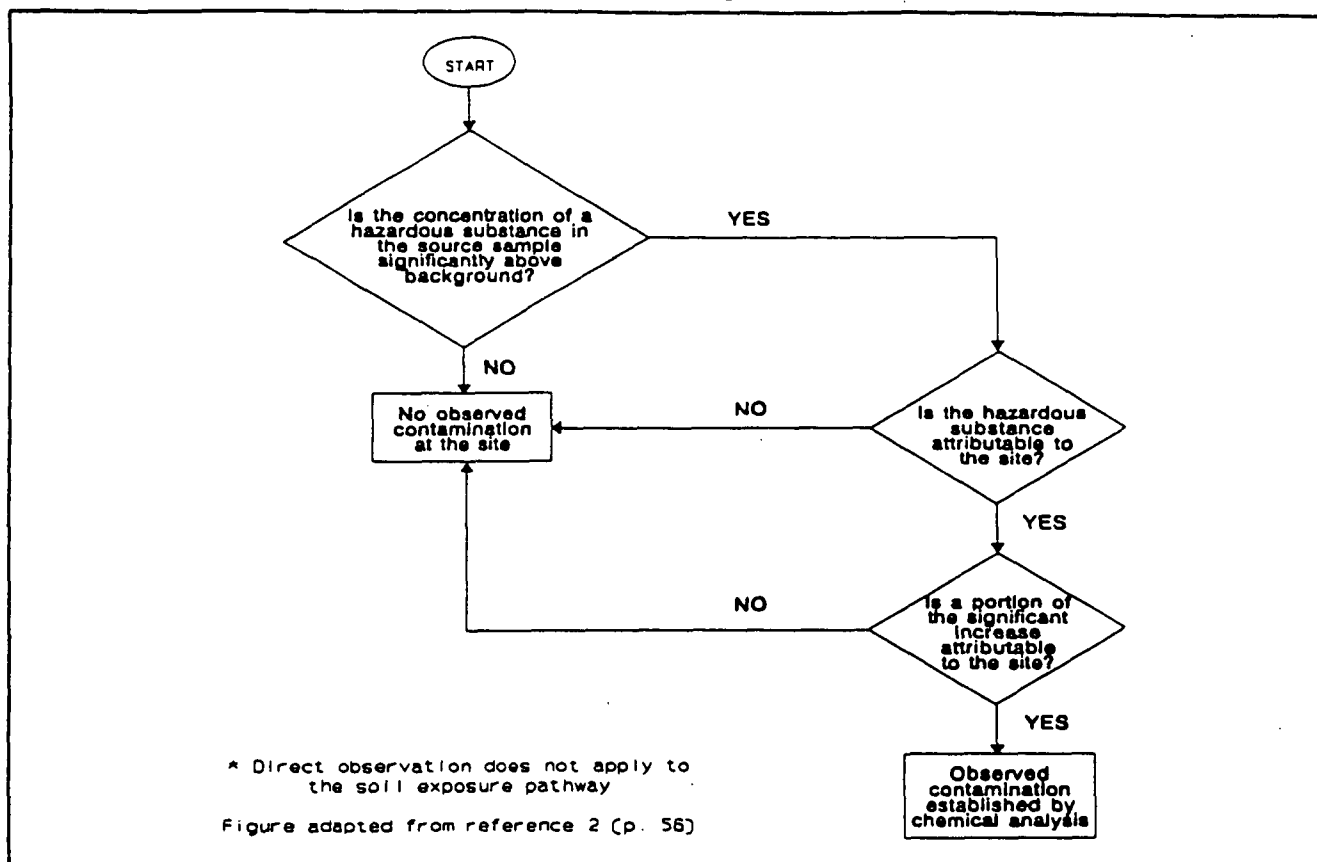 START
Is the concentration of a
hazardous substance in
the source sample
significantly above
background?
YES
NO
No observed
contamination
at the site
NO
Is the hazardous
substance
attributable to
the site?
YES
NO
Is a portion of
the significant
increase
attributable
to the site?
YES
* Direct observation does not apply to
the soil exposure pathway
Figure adapted from reference 2 (p. 56)
Observed
contamination
established by
chemical analysis